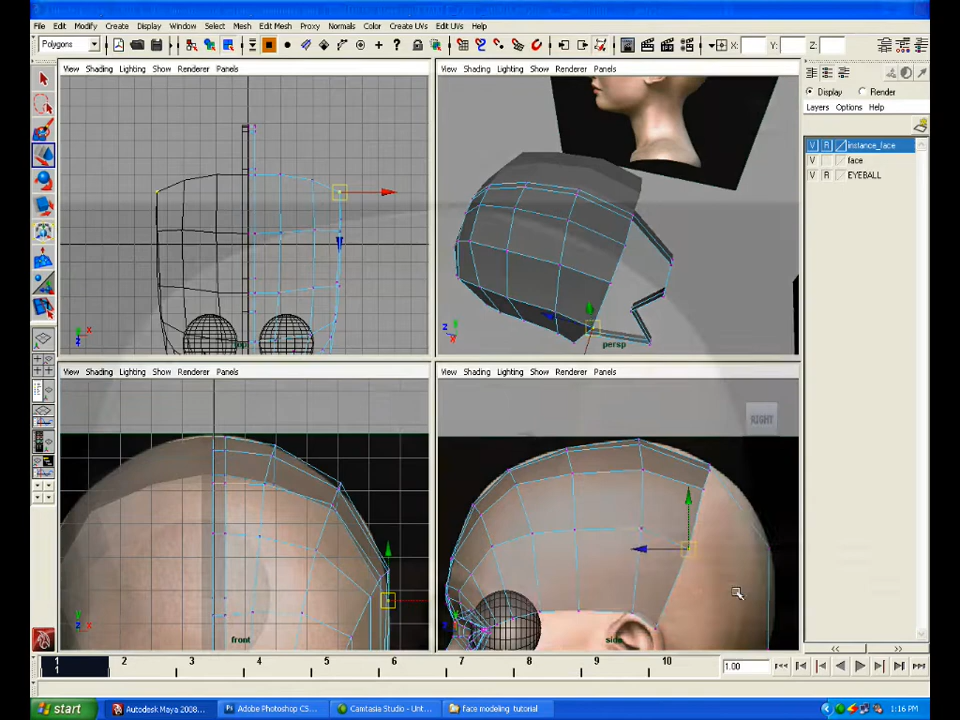 File Edit Modify Create Display Window Select Mesh Edit Mesh Proxy Normals Color Create UVs Edit UVs Help
Polygons X: Y: Z:
View Shading Lighting Show Renderer Panels
View Shading Lighting Show Renderer Panels
Display Render
Layers Options Help
V R instance_face
V face
V R EYEBALL
x
z
top
z
x
persp
View Shading Lighting Show Renderer Panels
View Shading Lighting Show Renderer Panels
RIGHT
y
x
front
y
side
1 2 3 4 5 6 7 8 9 10 1.00
1
start Autodesk Maya 2008... Adobe Photoshop CS... Camtasia Studio - Unt... face modeling tutorial 1:16 PM